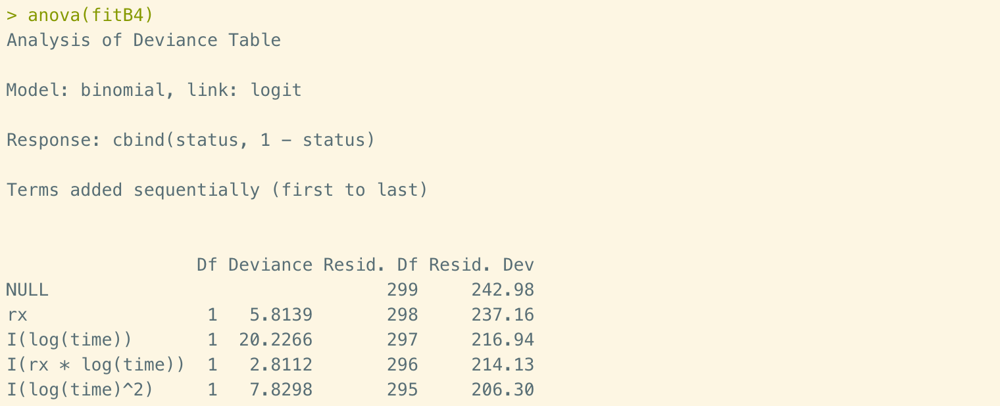 > anova(fitB4)
Analysis of Deviance Table
Model: binomial, link: logit
Response: cbind(status, 1 − status)
Terms added sequentially (first to last)
Df Deviance Resid. Df Resid. Dev
NULL 299 242.98
rx 1 5.8139 298 237.16
I(log(time)) 1 20.2266 297 216.94
I(rx * log(time)) 1 2.8112 296 214.13
I(log(time)^2) 1 7.8298 295 206.30